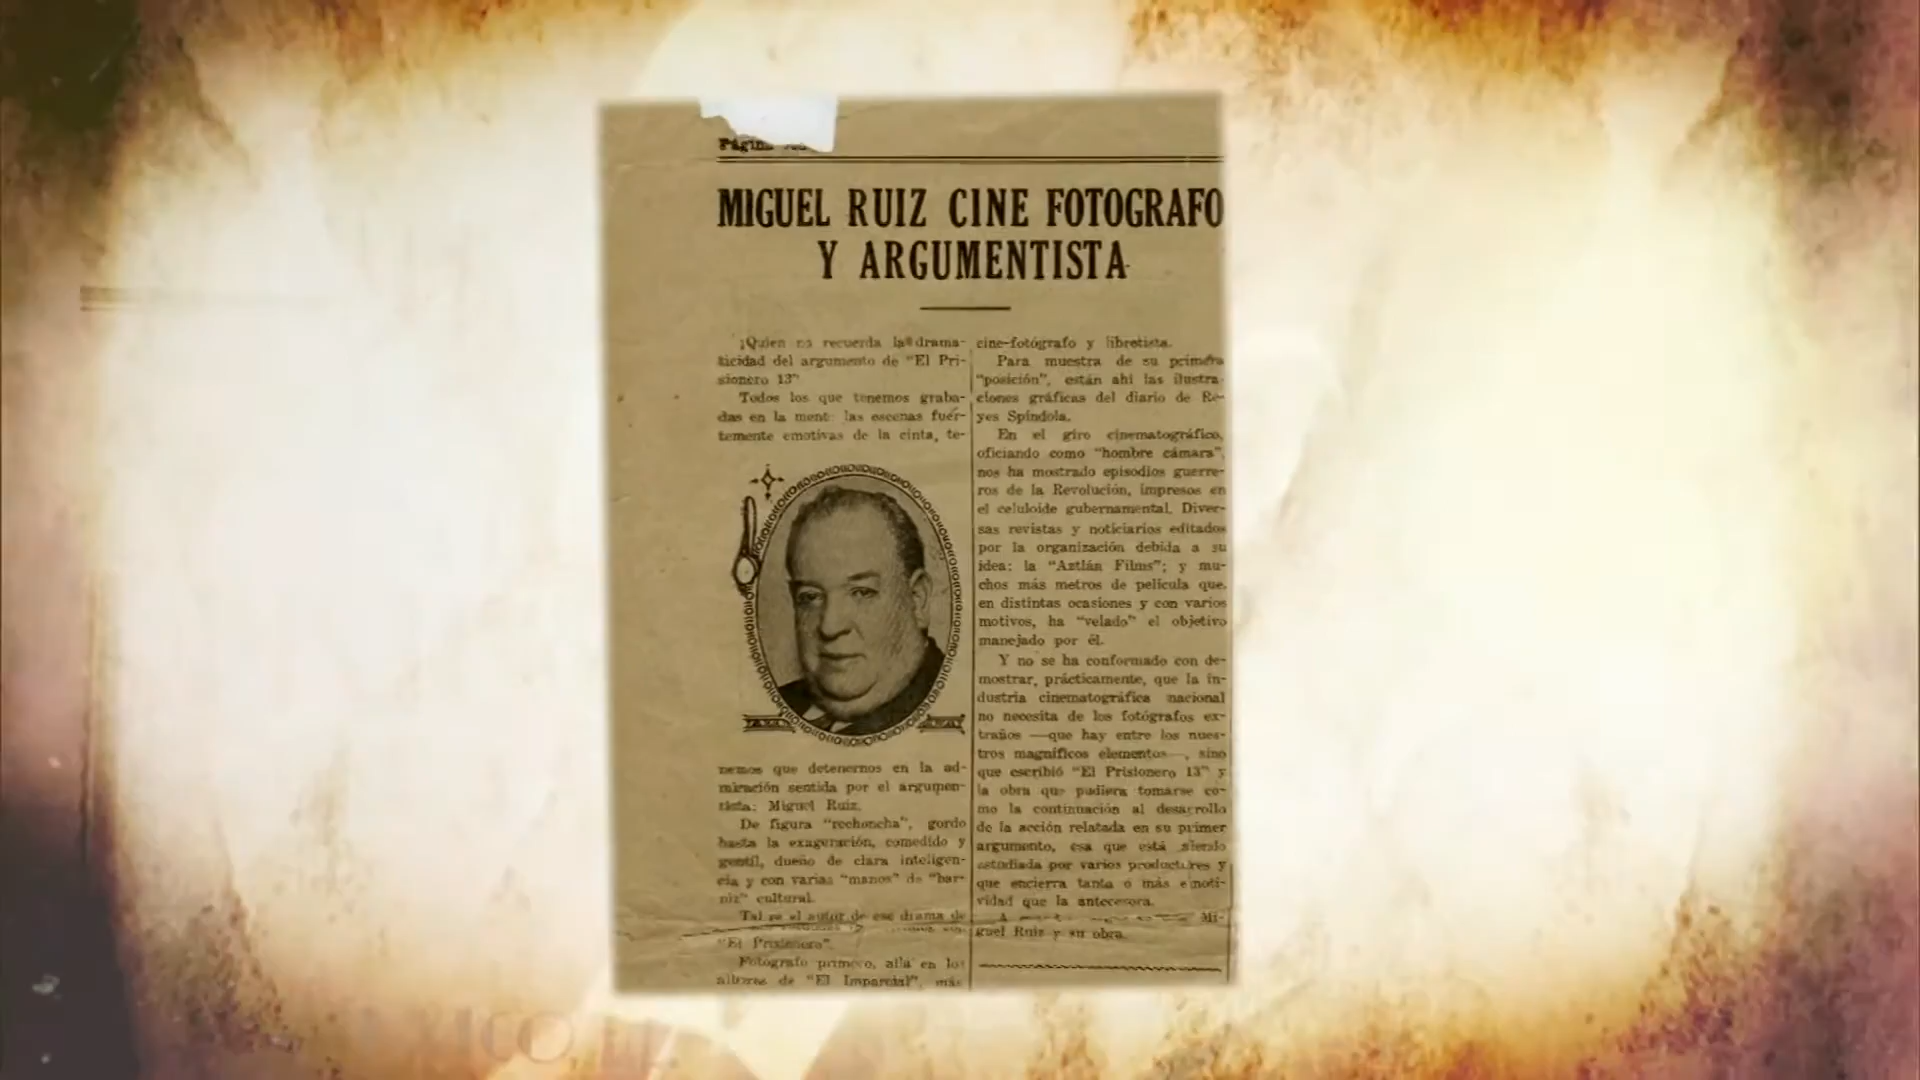 Página
MIGUEL RUIZ CINE FOTOGRAFO
Y ARGUMENTISTA
¡Quien no recuerda la drama-
ticidad del argumento de "El Pri-
sionero 13"
Todos los que tenemos graba-
das en la ment: las escenas fuer-
temente emotivas de la cinta, te-
nemos que detenernos en la ad-
miración sentida por el argumen-
tista: Miguel Ruiz.
De figura "rechoncha", gordo
hasta la exageración, comedido y
gentil, dueño de clara inteligen-
cia y con varias "manos" de "bar-
niz" cultural.
Tal es el autor de ese drama de
"El Prisionero".
Fotógrafo primero, allá en los
albores de "El Imparcial", más
cine-fotógrafo y libretista.
Para muestra de su primera
"posición", están ahí las ilustra-
ciones gráficas del diario de Re-
yes Spíndola.
En el giro cinematográfico,
oficiando como "hombre cámara",
nos ha mostrado episodios guerre-
ros de la Revolución, impresos en
el celuloide gubernamental. Diver-
sas revistas y noticiarios editados
por la organización debida a su
idea: la "Aztlán Films"; y mu-
chos más metros de película que,
en distintas ocasiones y con varios
motivos, ha "velado" el objetivo
manejado por él.
Y no se ha conformado con de-
mostrar, prácticamente, que la in-
dustria cinematográfica nacional
no necesita de los fotógrafos ex-
traños —que hay entre los nues-
tros magníficos elementos—, sino
que escribió "El Prisionero 13" y
la obra que pudiera tomarse co-
mo la continuación al desarrollo
de la acción relatada en su primer
argumento, esa que está siendo
estudiada por varios productores y
que encierra tanta o más emoti-
vidad que la antecesora.
A Mi-
guel Ruiz y su obra.